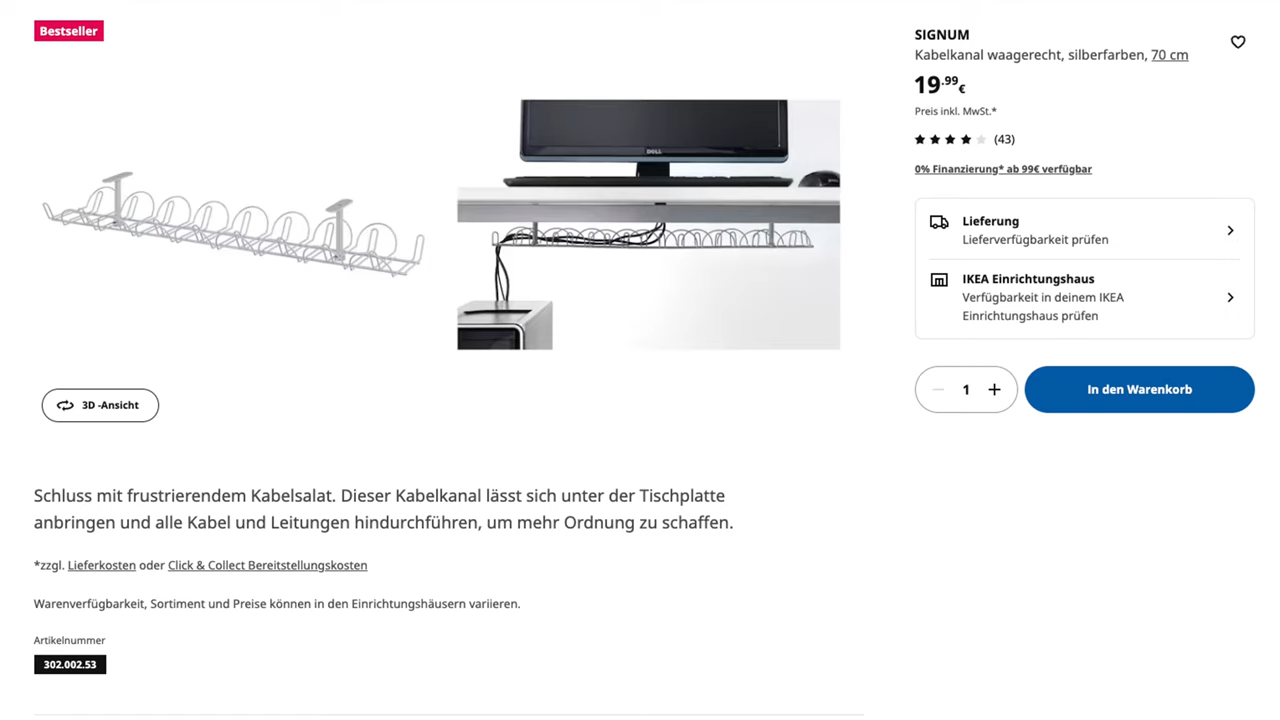 Bestseller
SIGNUM
Kabelkanal waagerecht, silberfarben, 70 cm
19.99€
Preis inkl. MwSt.*
(43)
0% Finanzierung* ab 99€ verfügbar
Lieferung
Lieferverfügbarkeit prüfen
IKEA Einrichtungshaus
Verfügbarkeit in deinem IKEA
Einrichtungshaus prüfen
1
In den Warenkorb
DELL
3D -Ansicht
Schluss mit frustrierendem Kabelsalat. Dieser Kabelkanal lässt sich unter der Tischplatte
anbringen und alle Kabel und Leitungen hindurchführen, um mehr Ordnung zu schaffen.
*zzgl. Lieferkosten oder Click & Collect Bereitstellungskosten
Warenverfügbarkeit, Sortiment und Preise können in den Einrichtungshäusern variieren.
Artikelnummer
302.002.53